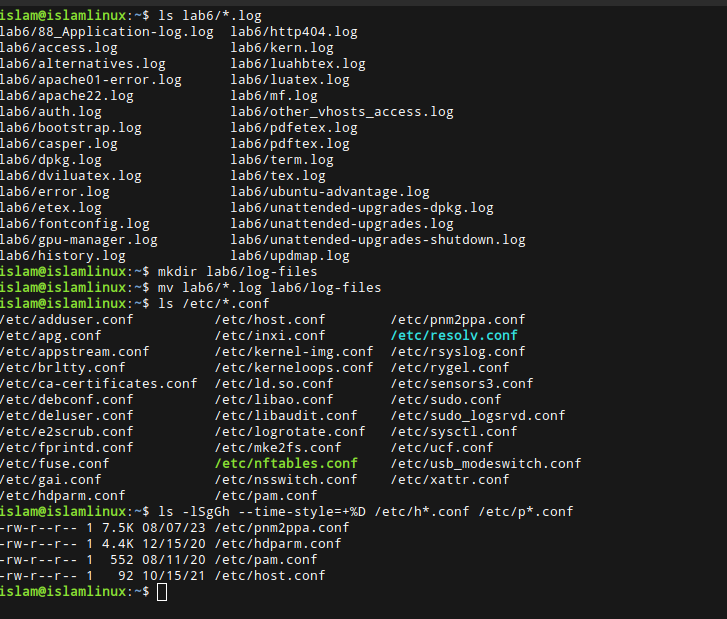 islam@islamlinux:~$ ls lab6/*.log
lab6/88_Application-log.log  lab6/http404.log
lab6/access.log              lab6/kern.log
lab6/alternatives.log        lab6/luahbtex.log
lab6/apache01-error.log      lab6/luatex.log
lab6/apache22.log            lab6/mf.log
lab6/auth.log                lab6/other_vhosts_access.log
lab6/bootstrap.log           lab6/pdfetex.log
lab6/casper.log              lab6/pdftex.log
lab6/dpkg.log                lab6/term.log
lab6/dviluatex.log           lab6/tex.log
lab6/error.log               lab6/ubuntu-advantage.log
lab6/etex.log                lab6/unattended-upgrades-dpkg.log
lab6/fontconfig.log          lab6/unattended-upgrades.log
lab6/gpu-manager.log         lab6/unattended-upgrades-shutdown.log
lab6/history.log             lab6/updmap.log
islam@islamlinux:~$ mkdir lab6/log-files
islam@islamlinux:~$ mv lab6/*.log lab6/log-files
islam@islamlinux:~$ ls /etc/*.conf
/etc/adduser.conf          /etc/host.conf        /etc/pnm2ppa.conf
/etc/apg.conf              /etc/inxi.conf        /etc/resolv.conf
/etc/appstream.conf        /etc/kernel-img.conf  /etc/rsyslog.conf
/etc/brltty.conf           /etc/kerneloops.conf  /etc/rygel.conf
/etc/ca-certificates.conf  /etc/ld.so.conf       /etc/sensors3.conf
/etc/debconf.conf          /etc/libao.conf       /etc/sudo.conf
/etc/deluser.conf          /etc/libaudit.conf    /etc/sudo_logsrvd.conf
/etc/e2scrub.conf          /etc/logrotate.conf   /etc/sysctl.conf
/etc/fprintd.conf          /etc/mke2fs.conf      /etc/ucf.conf
/etc/fuse.conf             /etc/nftables.conf    /etc/usb_modeswitch.conf
/etc/gai.conf              /etc/nsswitch.conf    /etc/xattr.conf
/etc/hdparm.conf           /etc/pam.conf
islam@islamlinux:~$ ls -lSgGh --time-style=+%D /etc/h*.conf /etc/p*.conf
-rw-r--r-- 1 7.5K 08/07/23 /etc/pnm2ppa.conf
-rw-r--r-- 1 4.4K 12/15/20 /etc/hdparm.conf
-rw-r--r-- 1  552 08/11/20 /etc/pam.conf
-rw-r--r-- 1   92 10/15/21 /etc/host.conf
islam@islamlinux:~$